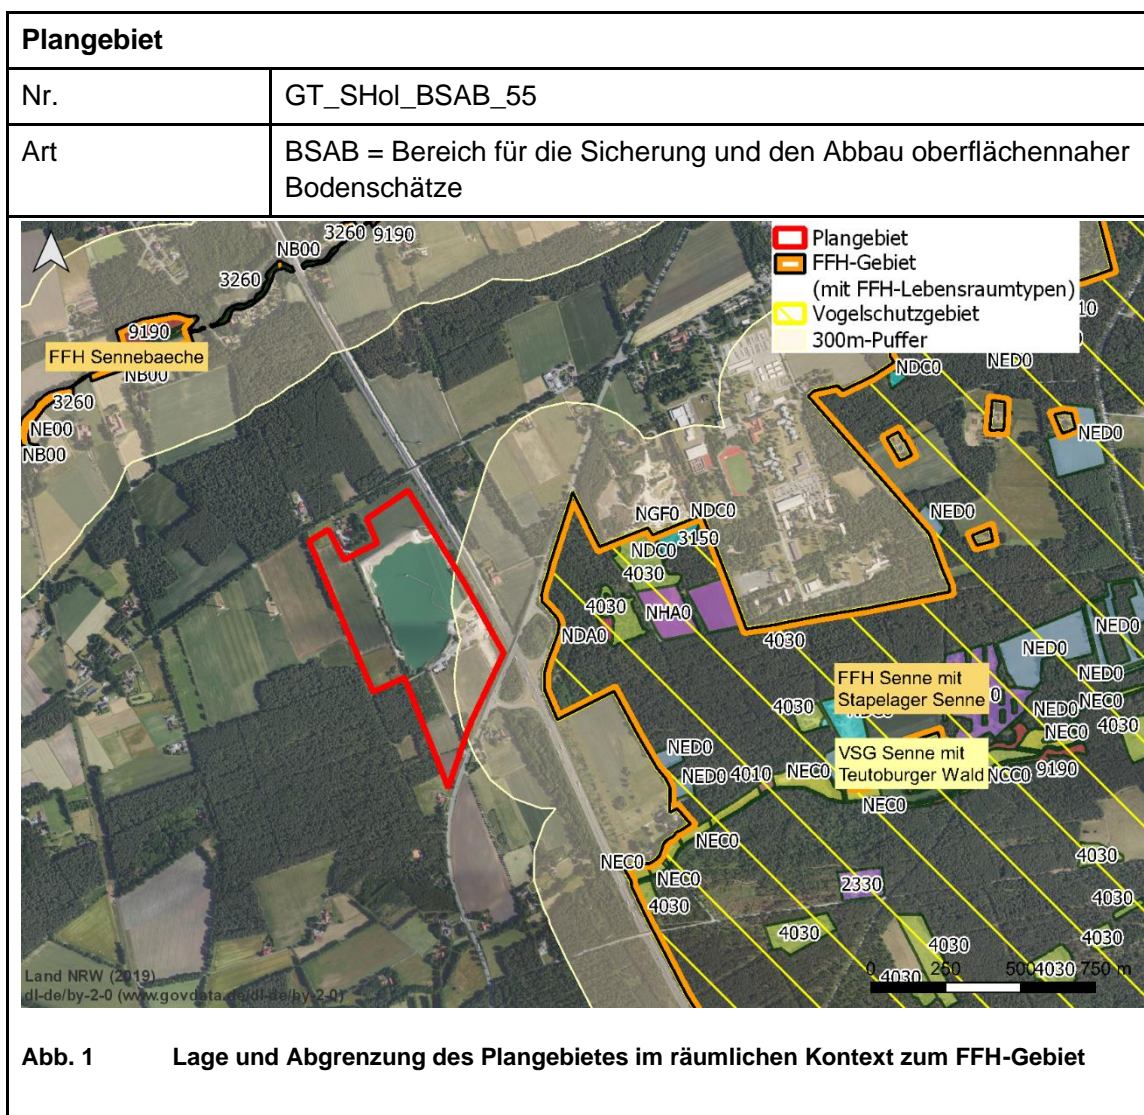 Plangebiet
Nr.
GT_SHol_BSAB_55
Art
BSAB = Bereich für die Sicherung und den Abbau oberflächennaher
Bodenschätze
Plangebiet
FFH-Gebiet
(mit FFH-Lebensraumtypen)
Vogelschutzgebiet
300m-Puffer
3260 9190
NB00
3260
9190
FFH Sennebaeche
NB00
3260
NE00
NB00
10
NDC0
NED0
NED0
NED0
NGF0
NDC0
NDC0
3150
4030
4030
NHA0
NDA0
4030
NED0
NED0
NED0
FFH Senne mit
Stapelager Senne
4030
NED0
NEC0
NEC0
4030
VSG Senne mit
Teutoburger Wald
NCC0
9190
NED0
NED0
4010
NEC0
NEC0
NEC0
NEC0
NEC0
4030
2330
4030
4030
4030
4030
4030
4030
4030
0
250
500
750 m
Land NRW (2019)
dl-de/by-2-0 (www.govdata.de/dl-de/by-2-0)
Abb. 1 Lage und Abgrenzung des Plangebietes im räumlichen Kontext zum FFH-Gebiet